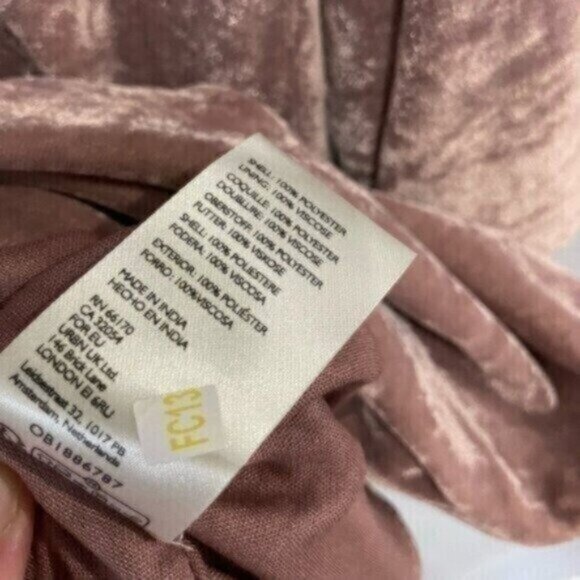 SHELL: 100% POLYESTER
LINING: 100% VISCOSE
COQUILLE: 100% POLYESTER
DOUBLURE: 100% VISCOSE
OBERSTOFF: 100% POLYESTER
FUTTER: 100% VISKOSE
SHELL: 100% POLIESTERE
FODERA: 100% VISCOSA
EXTERIOR: 100% POLIÉSTER
FORRO: 100%VISCOSA
MADE IN INDIA
HECHO EN INDIA
RN 66170
CA 22054
FOR EU
URBN UK Ltd.
146 Brick Lane
LONDON E1 6RU
Leidsestraat 32, 1017 PB
Amsterdam, Netherlands
OB1886787
FC13